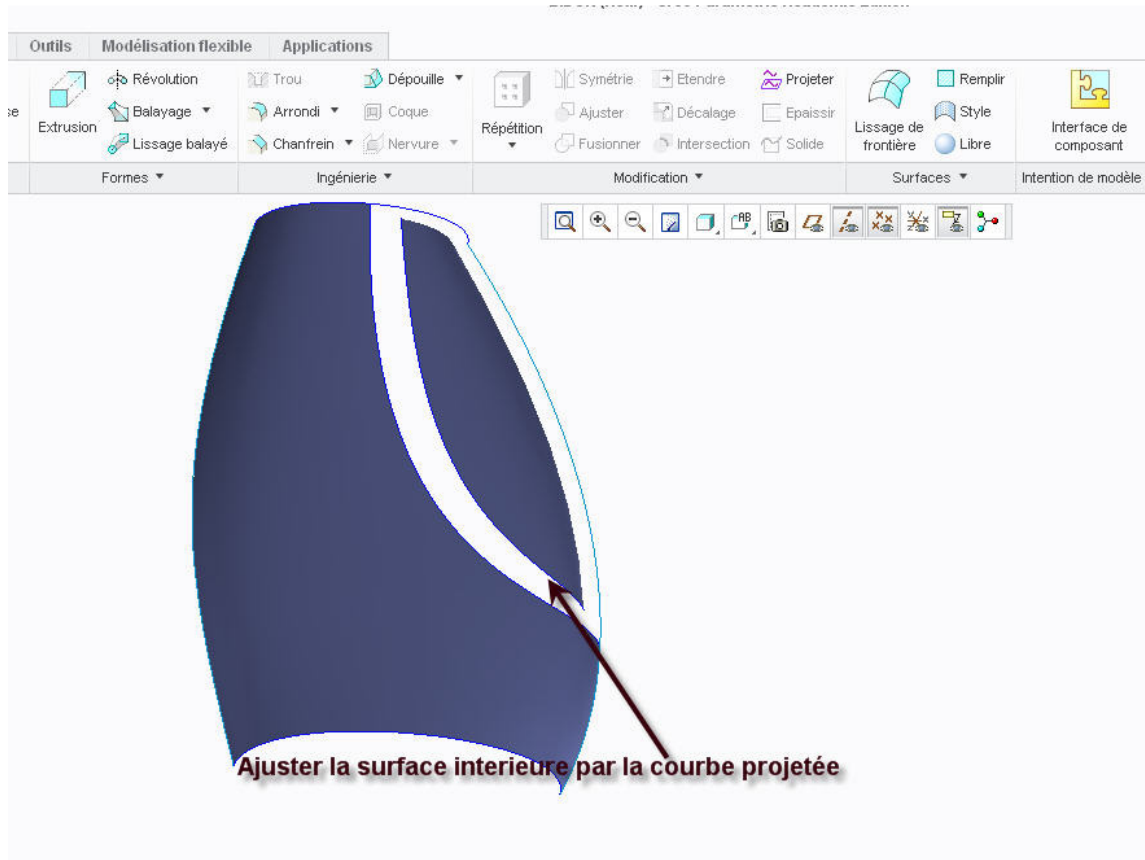 Outils Modélisation flexible Applications
Révolution Trou Dépouille Symétrie Etendre Projeter Remplir
se Extrusion Balayage Arrondi Coque Répétition Ajuster Décalage Epaissir Lissage de frontière Style Interface de composant
Lissage balayé Chanfrein Nervure Fusionner Intersection Solide Libre
Formes Ingénierie Modification Surfaces Intention de modèle
Ajuster la surface interieure par la courbe projetée